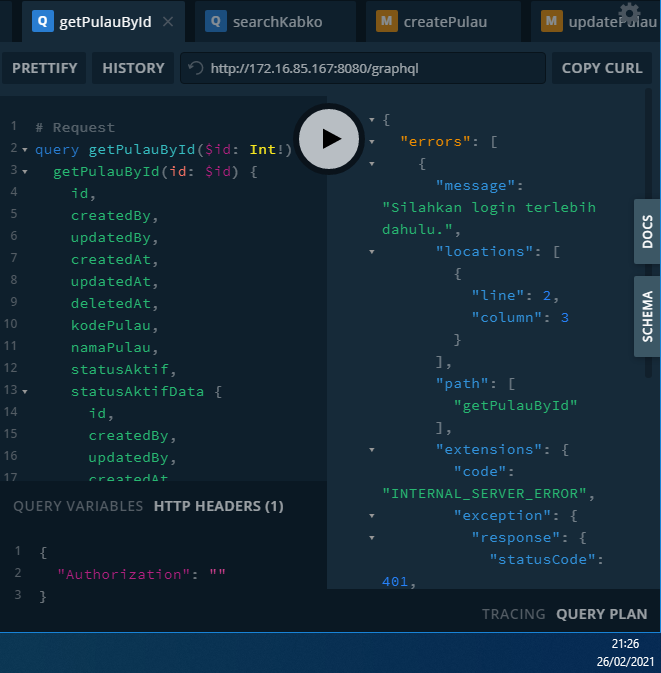 getPulauById
searchKabko
createPulau
updatePulau
PRETTIFY
HISTORY
http://172.16.85.167:8080/graphql
COPY CURL
1 # Request
2 query getPulauById($id: Int!)
3 getPulauById(id: $id) {
4 id,
5 createdBy,
6 updatedBy,
7 createdAt,
8 updatedAt,
9 deletedAt,
10 kodePulau,
11 namaPulau,
12 statusAktif,
13 statusAktifData {
14 id,
15 createdBy,
16 updatedBy,
17 createdAt
QUERY VARIABLES HTTP HEADERS (1)
1 {
2 "Authorization": ""
3 }
{
"errors": [
{
"message":
"Silahkan login terlebih
dahulu.",
"locations": [
{
"line": 2,
"column": 3
}
],
"path": [
"getPulauById"
],
"extensions": {
"code":
"INTERNAL_SERVER_ERROR",
"exception": {
"response": {
"statusCode":
401,
DOCS
SCHEMA
TRACING QUERY PLAN
21:26
26/02/2021